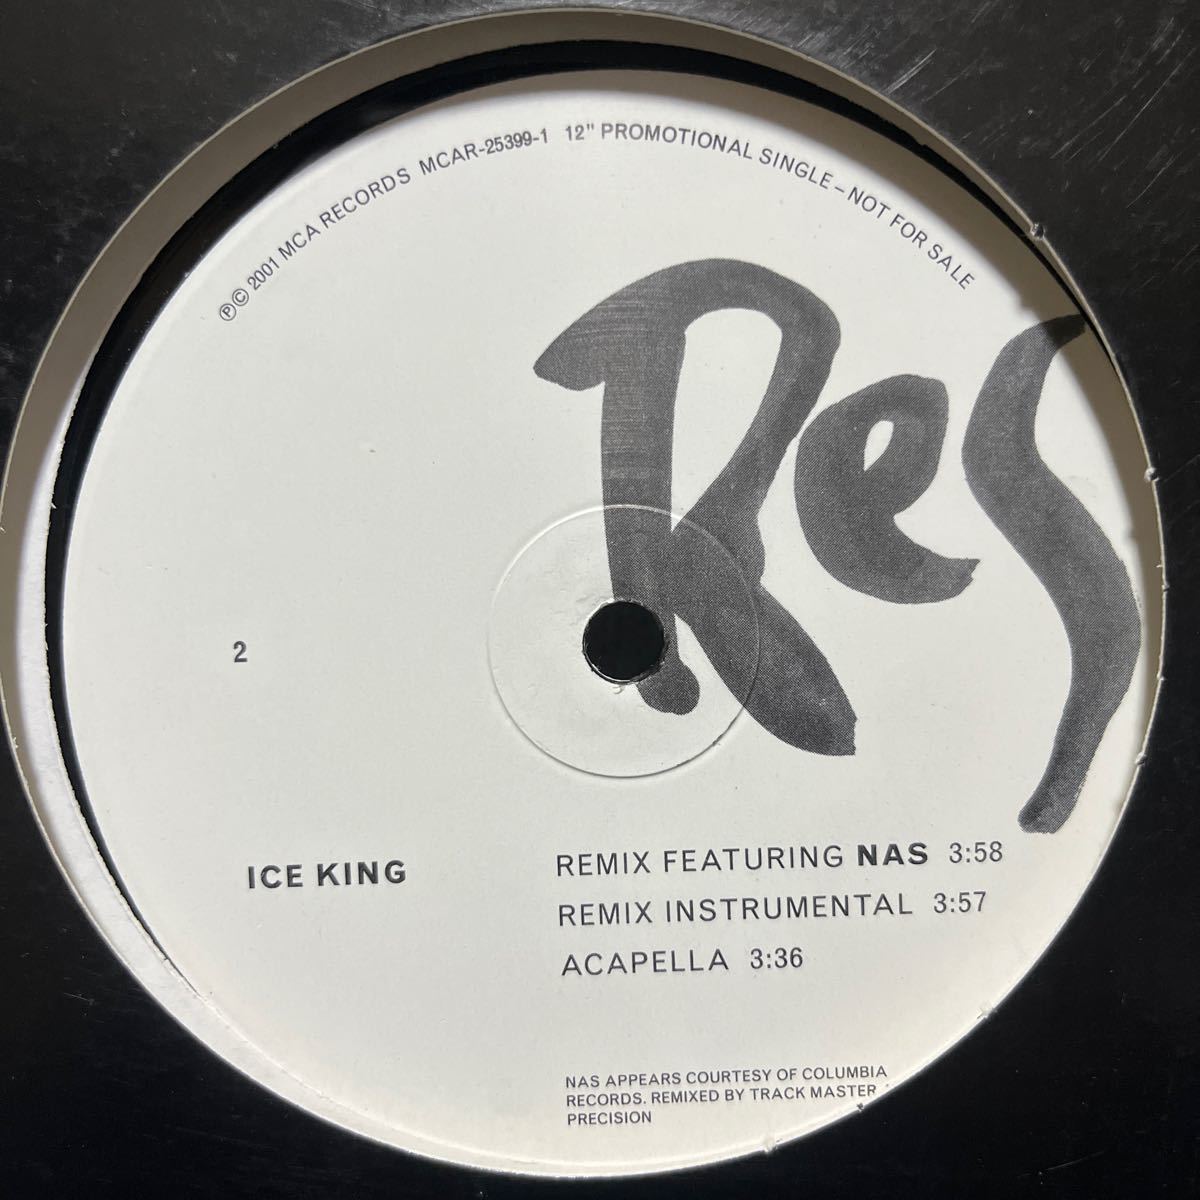 ℗© 2001 MCA RECORDS MCAR-25399-1 12" PROMOTIONAL SINGLE – NOT FOR SALE
Res
2
ICE KING
REMIX FEATURING NAS 3:58
REMIX INSTRUMENTAL 3:57
ACAPELLA 3:36
NAS APPEARS COURTESY OF COLUMBIA
RECORDS. REMIXED BY TRACK MASTER
PRECISION